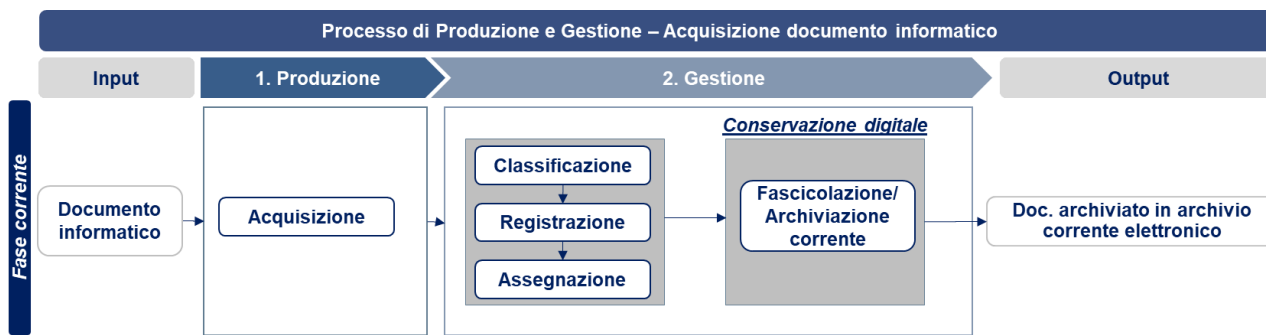 Processo di Produzione e Gestione – Acquisizione documento informatico
Input
1. Produzione
2. Gestione
Output
Fase corrente
Documento
informatico
Acquisizione
Classificazione
Registrazione
Assegnazione
Conservazione digitale
Fascicolazione/
Archiviazione
corrente
Doc. archiviato in archivio
corrente elettronico